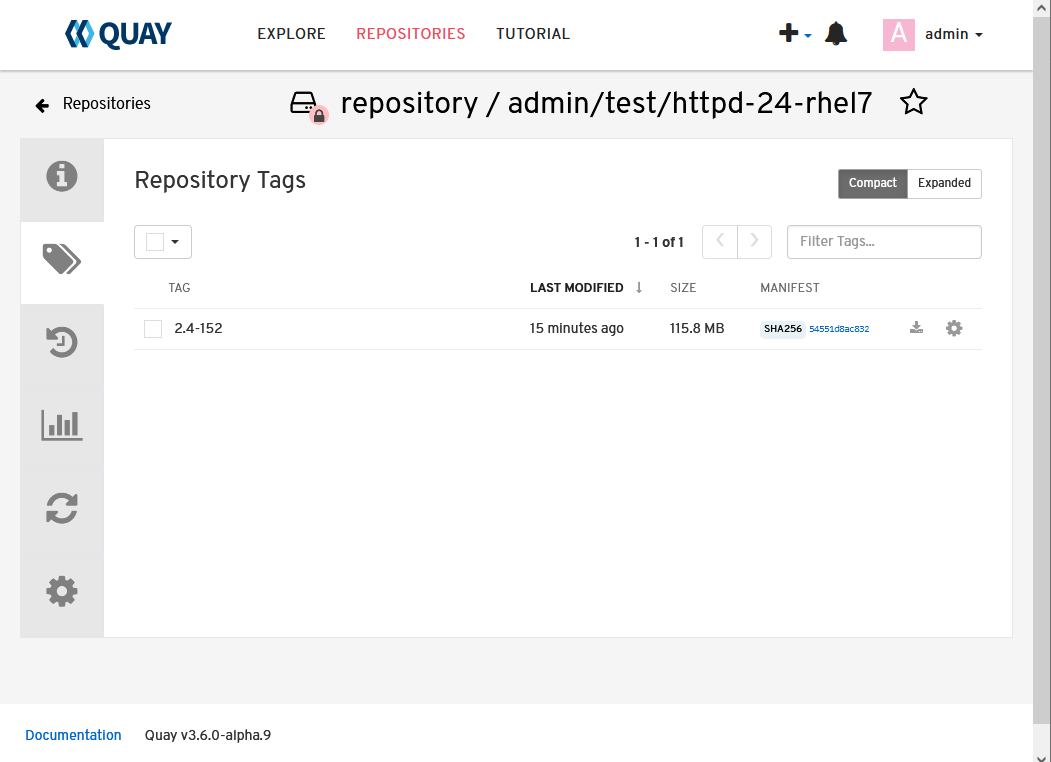 QUAY EXPLORE REPOSITORIES TUTORIAL A admin
Repositories repository / admin/test/httpd-24-rhel7
Repository Tags Compact Expanded
1 - 1 of 1 Filter Tags...
TAG LAST MODIFIED ↓ SIZE MANIFEST
2.4-152 15 minutes ago 115.8 MB SHA256 54551d8ac832
Documentation Quay v3.6.0-alpha.9